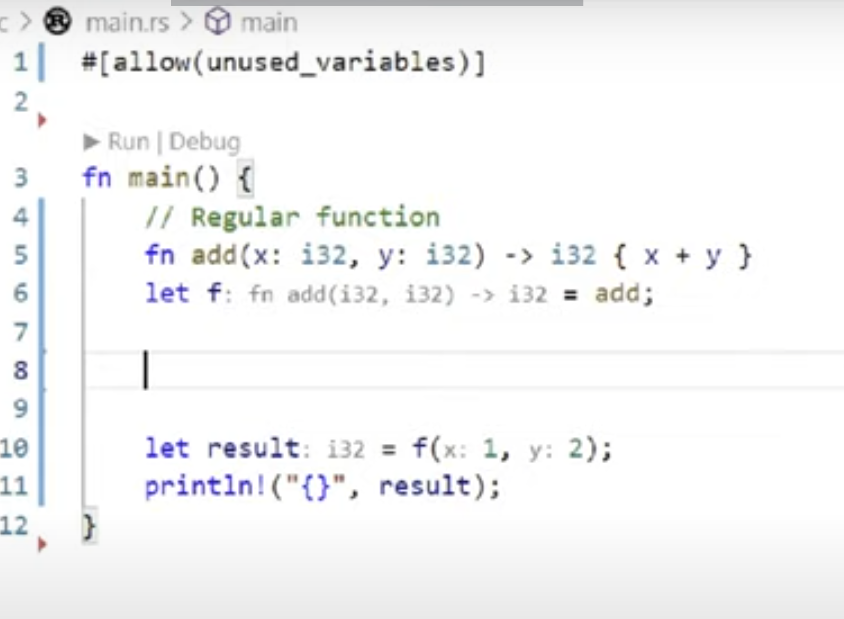 c > main.rs > main
1 #[allow(unused_variables)]
2
▶ Run | Debug
3 fn main() {
4     // Regular function
5     fn add(x: i32, y: i32) -> i32 { x + y }
6     let f: fn add(i32, i32) -> i32 = add;
7
8
9
10     let result: i32 = f(x: 1, y: 2);
11     println!("{}", result);
12 }